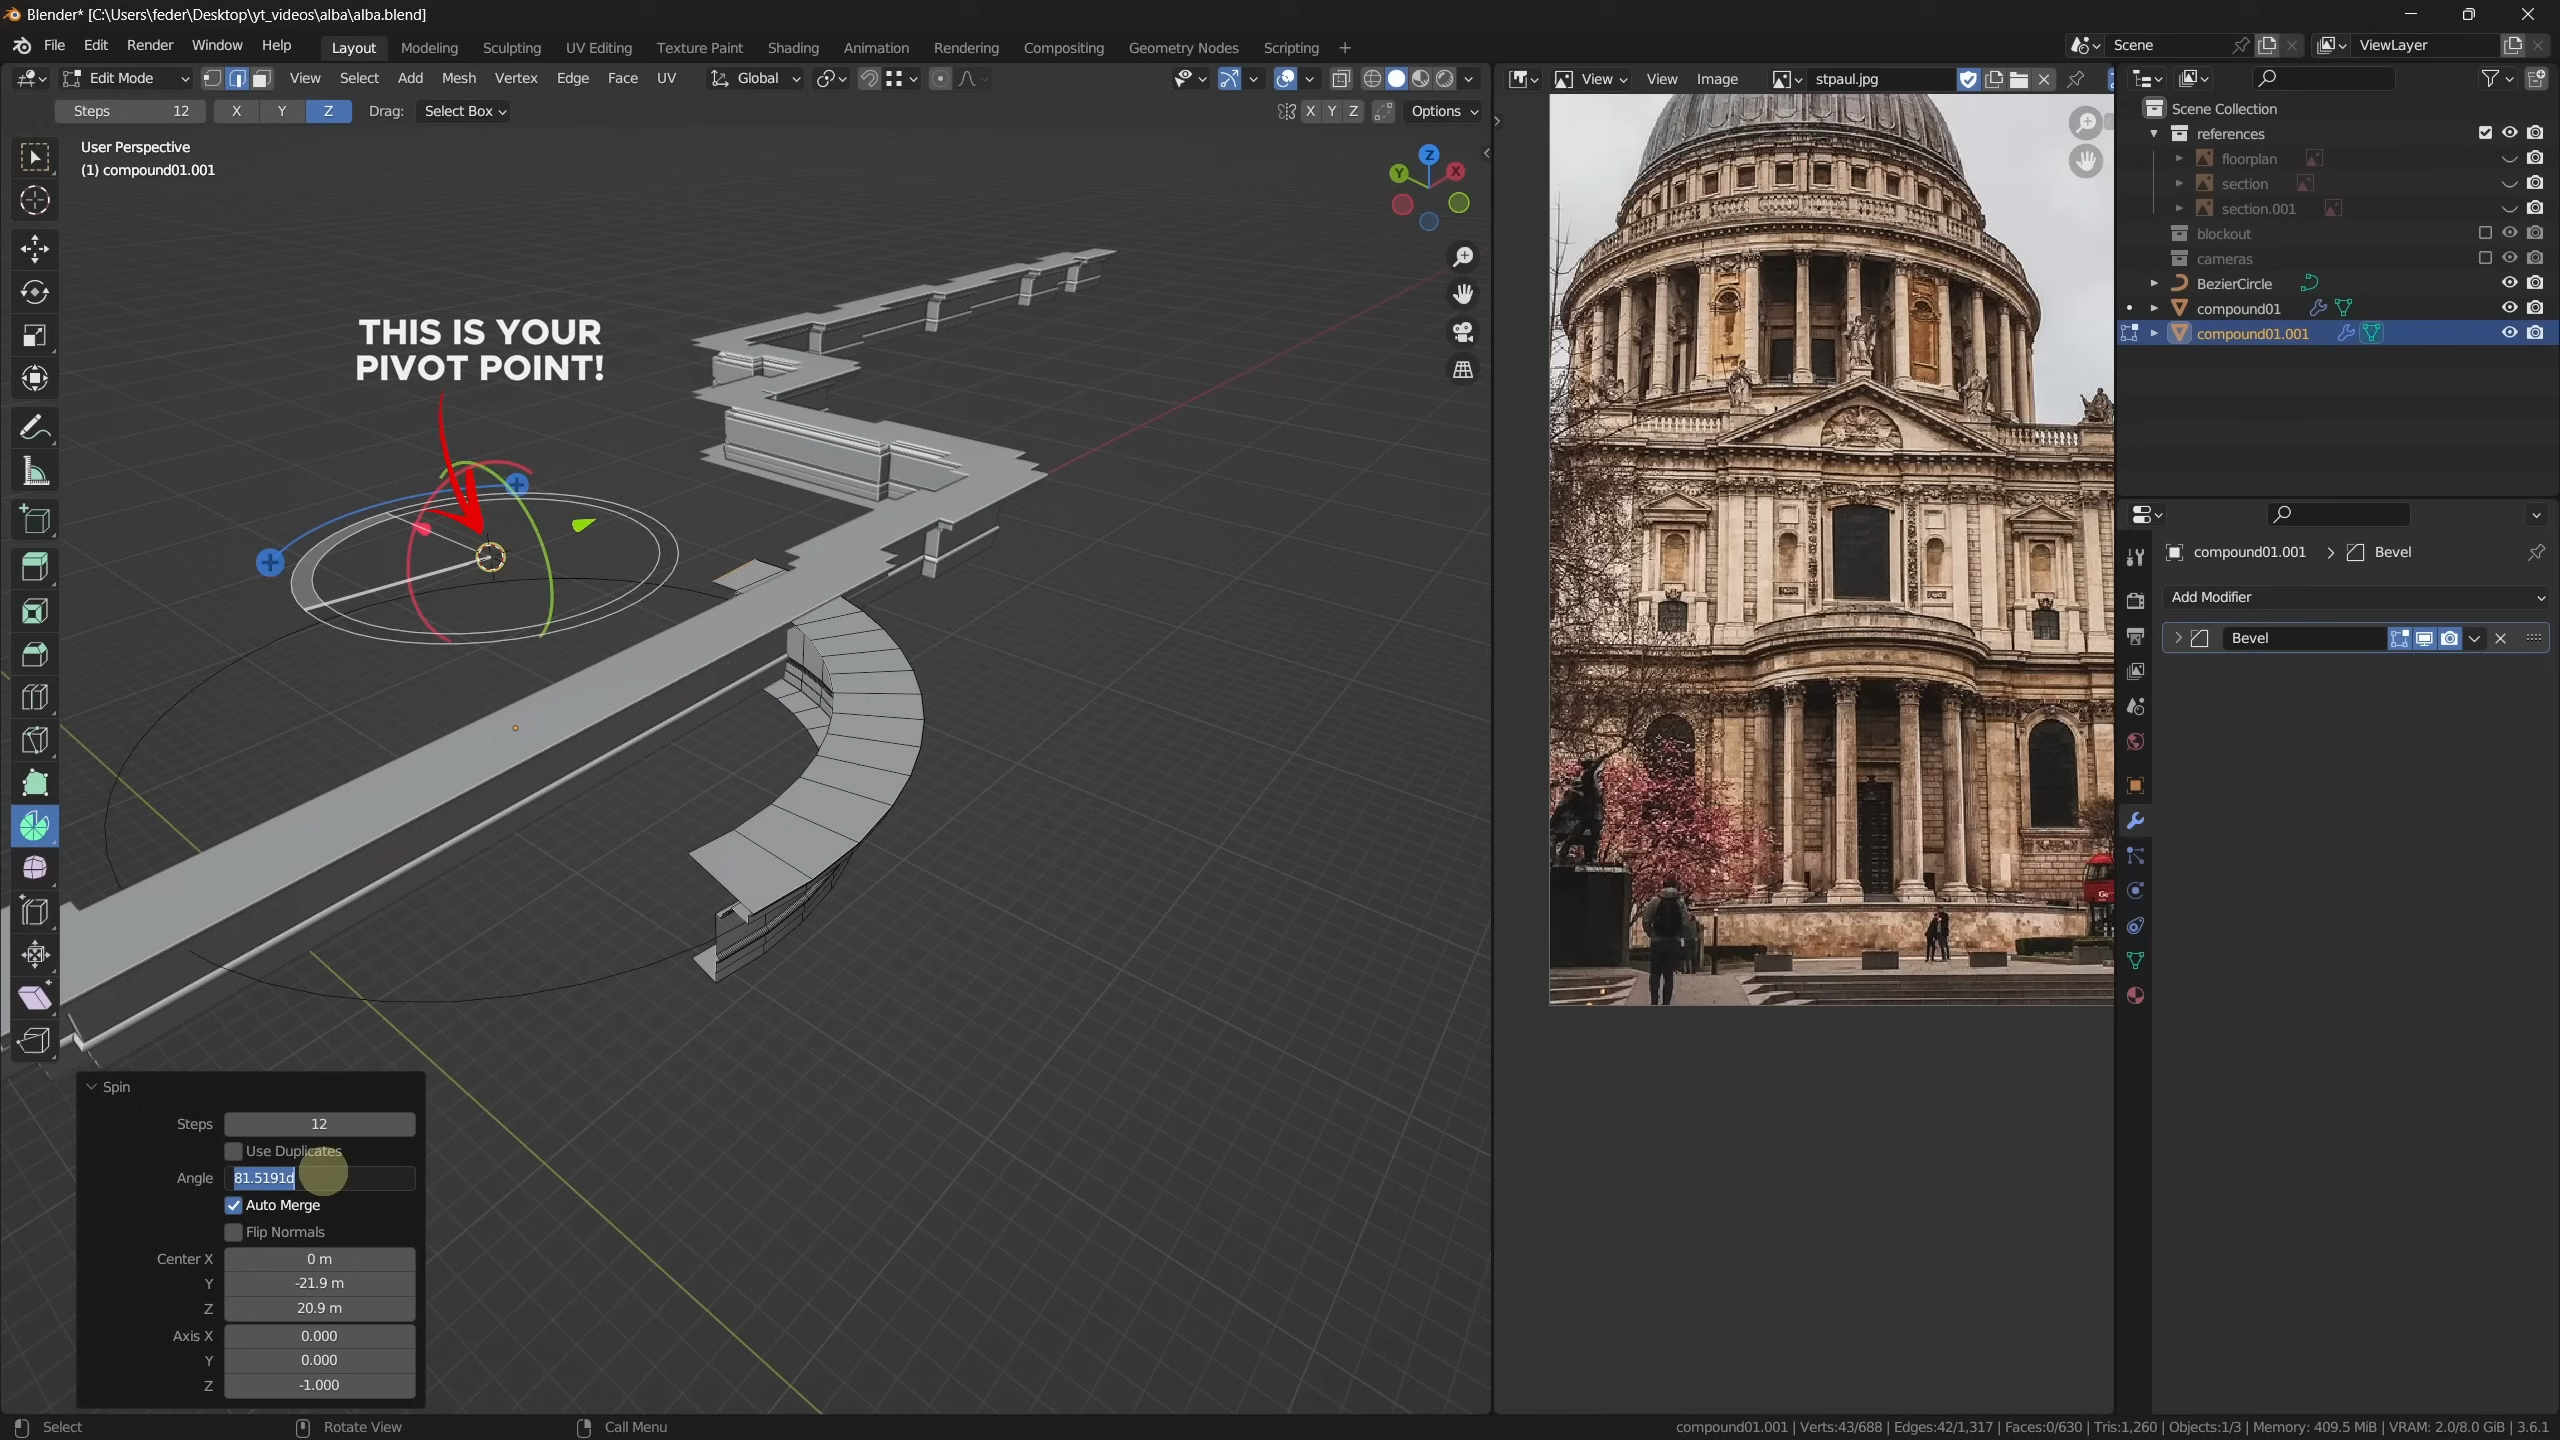 Blender* [C:\Users\feder\Desktop\yt_videos\alba\alba.blend]
File Edit Render Window Help Layout Modeling Sculpting UV Editing Texture Paint Shading Animation Rendering Compositing Geometry Nodes Scripting Scene ViewLayer
Edit Mode View Select Add Mesh Vertex Edge Face UV Global
Steps 12 X Y Z Drag: Select Box X Y Z Options
User Perspective
(1) compound01.001
Z
Y X
THIS IS YOUR
PIVOT POINT!
View View Image stpaul.jpg
Scene Collection
references
floorplan
section
section.001
blockout
cameras
BezierCircle
compound01
compound01.001
compound01.001 > Bevel
Add Modifier
Bevel
Spin
Steps 12
Use Duplicates
Angle 81.5191d
Auto Merge
Flip Normals
Center X 0 m
Y -21.9 m
Z 20.9 m
Axis X 0.000
Y 0.000
Z -1.000
Select Rotate View Call Menu
compound01.001 | Verts:43/688 | Edges:42/1,317 | Faces:0/630 | Tris:1,260 | Objects:1/3 | Memory: 409.5 MiB | VRAM: 2.0/8.0 GiB | 3.6.1